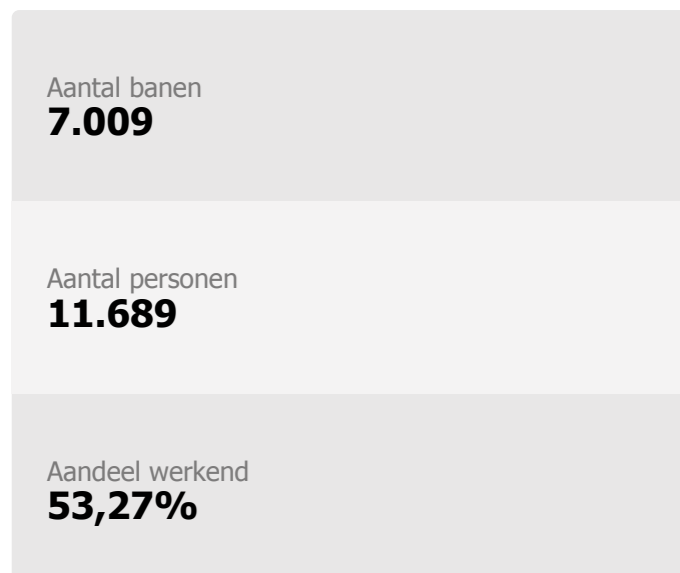 Aantal banen
7.009
Aantal personen
11.689
Aandeel werkend
53,27%